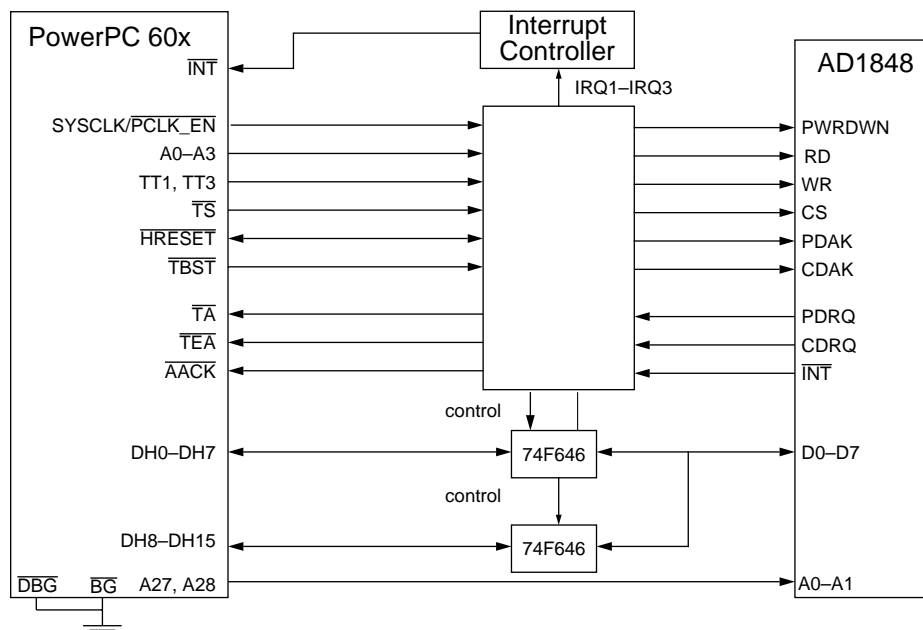 PowerPC 60x
Interrupt
Controller
AD1848
INT
IRQ1–IRQ3
SYSCLK/PCLK_EN
PWRDWN
A0–A3
RD
TT1, TT3
WR
TS
CS
HRESET
PDAK
TBST
CDAK
TA
PDRQ
TEA
CDRQ
AACK
INT
control
DH0–DH7
74F646
D0–D7
control
DH8–DH15
74F646
DBG
BG
A27, A28
A0–A1